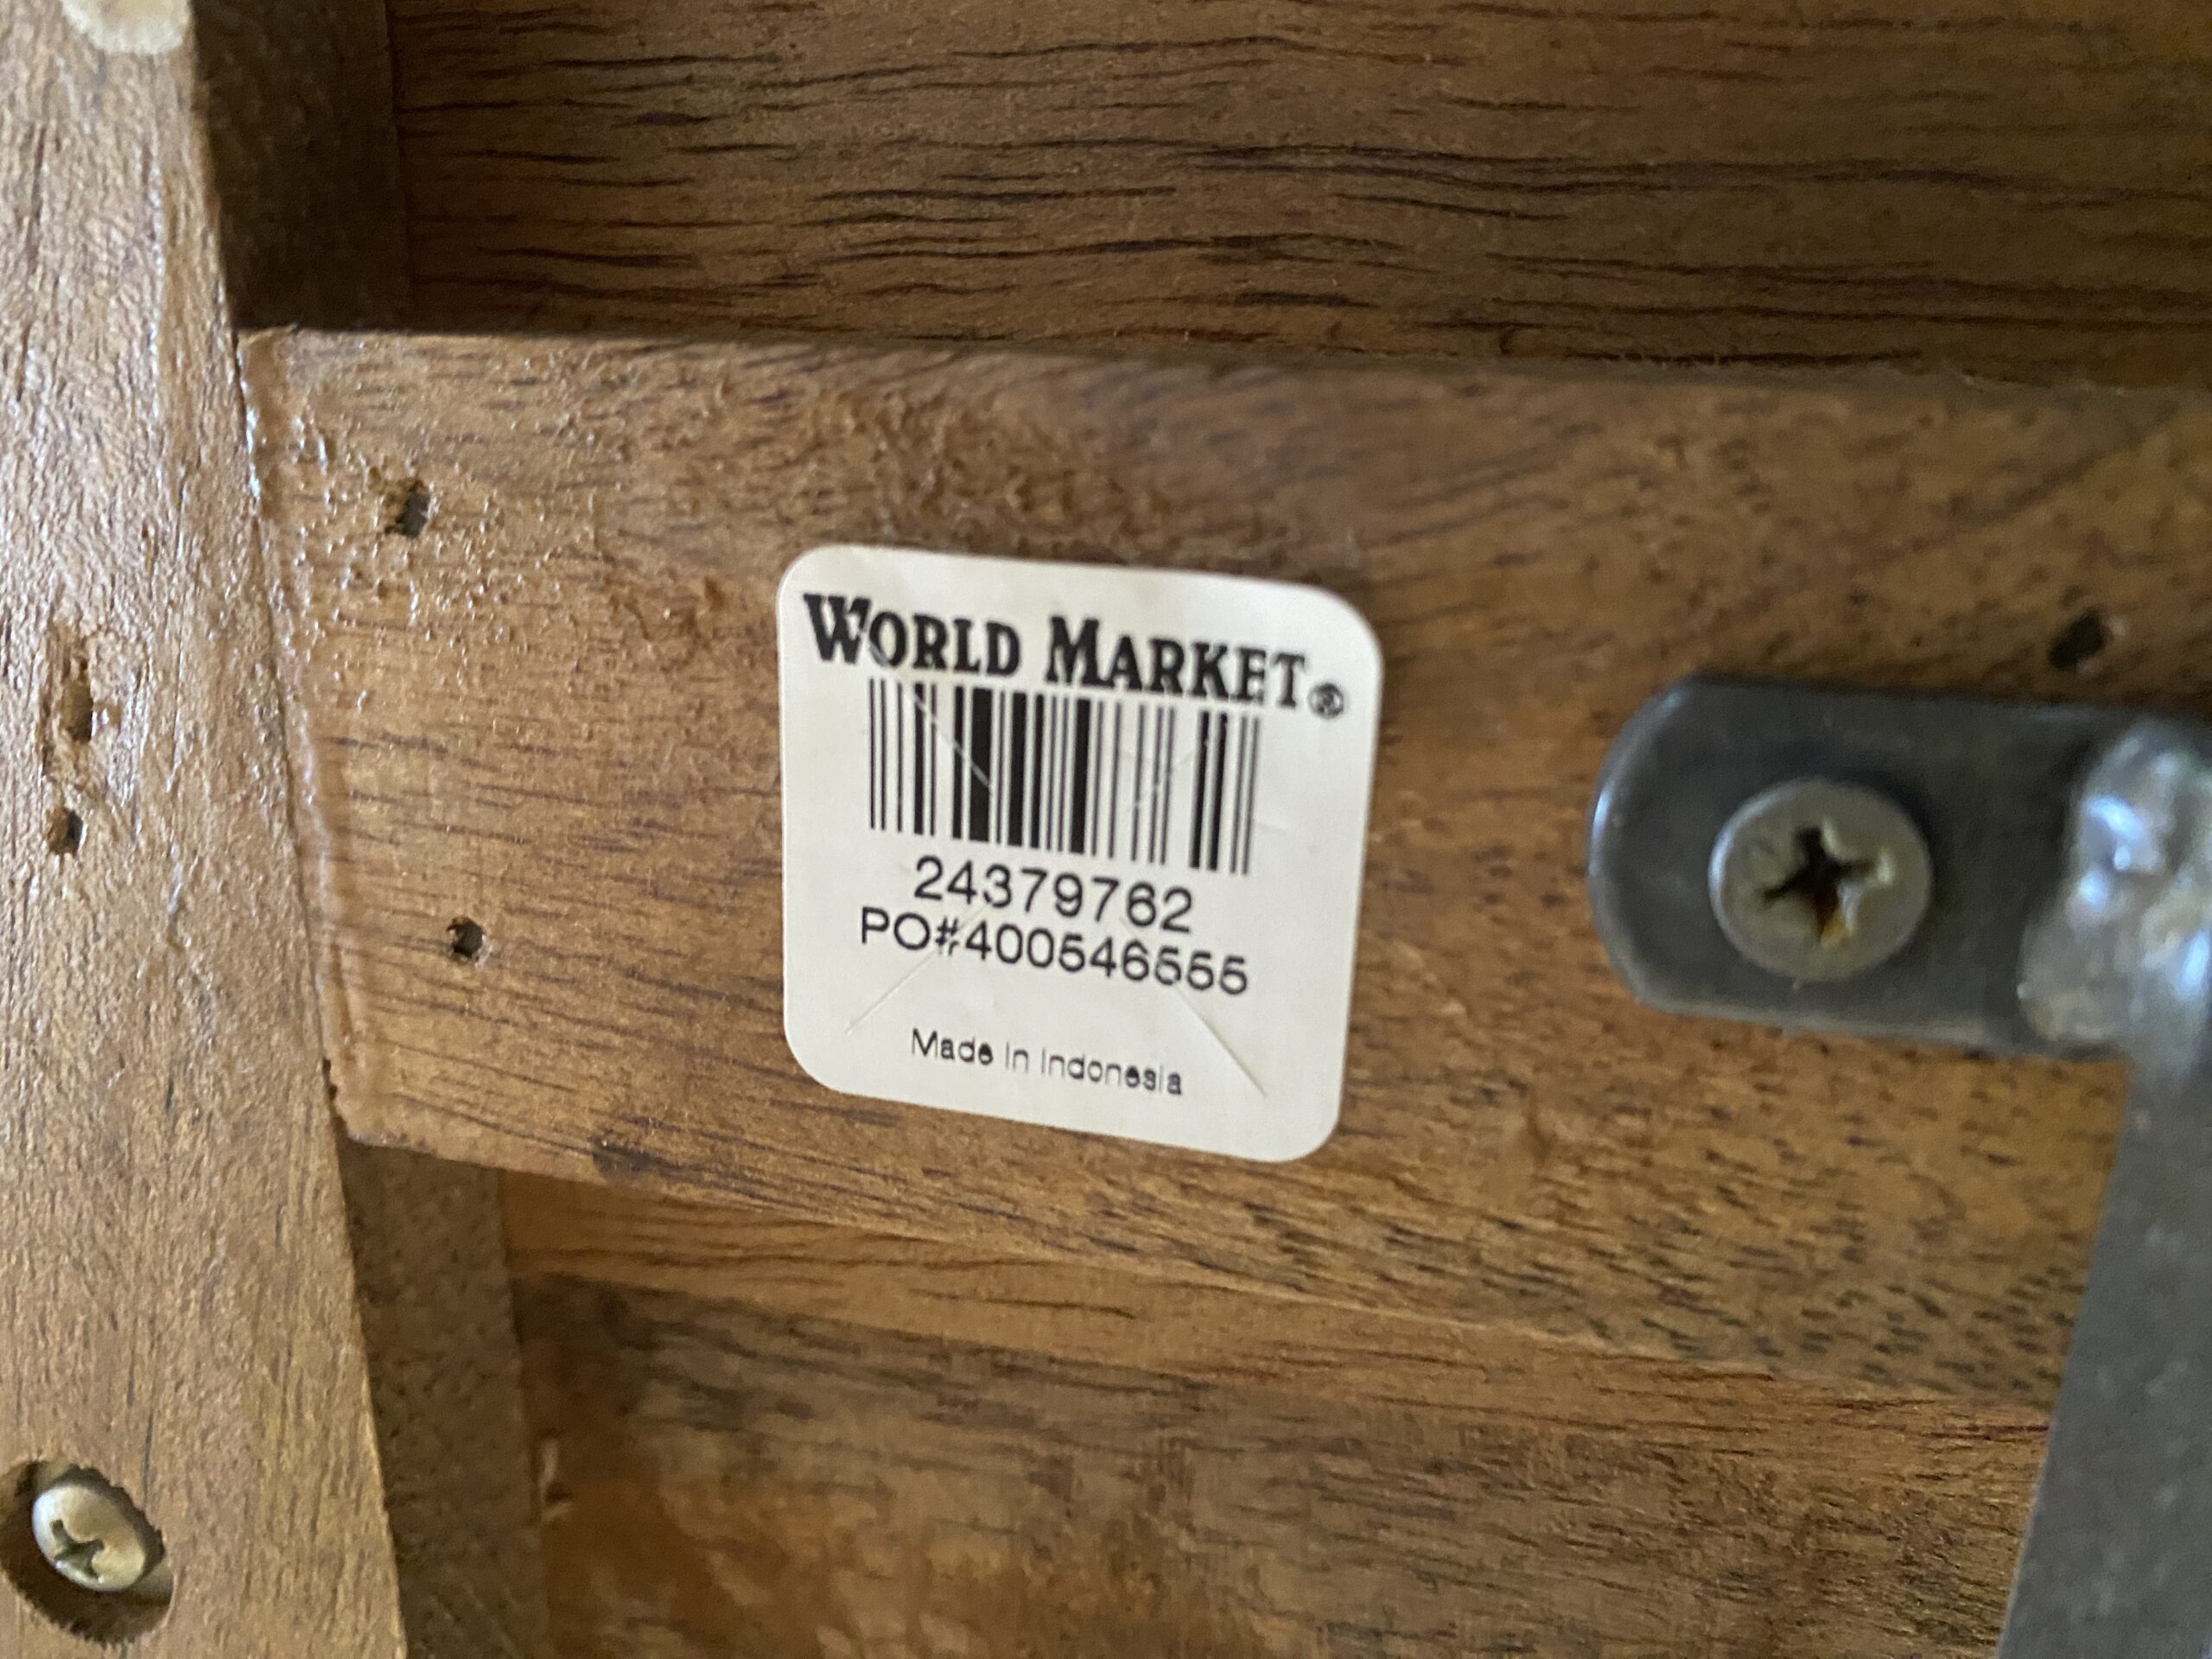 WORLD MARKET®
24379762
PO#400546555
Made in Indonesia